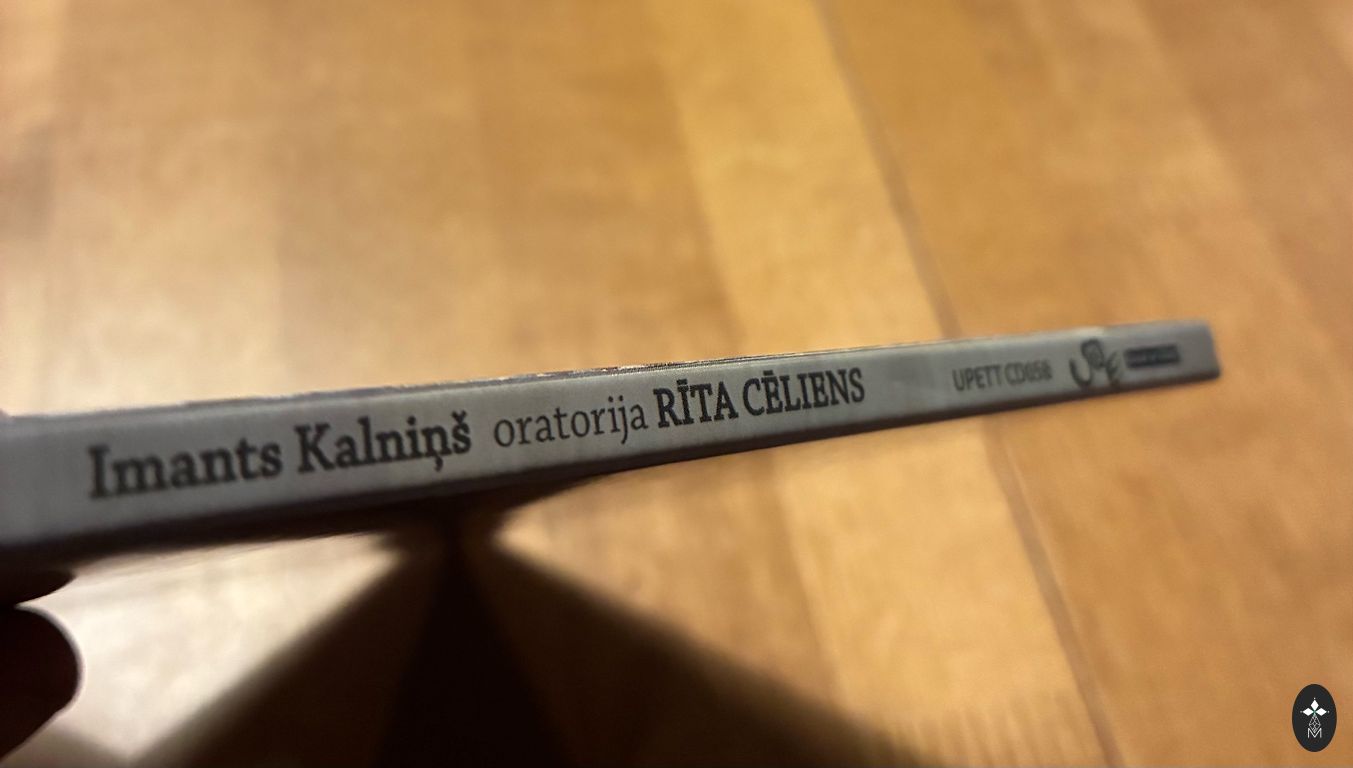 Imants Kalniņš oratorija RĪTA CĒLIENS UPETT CD058